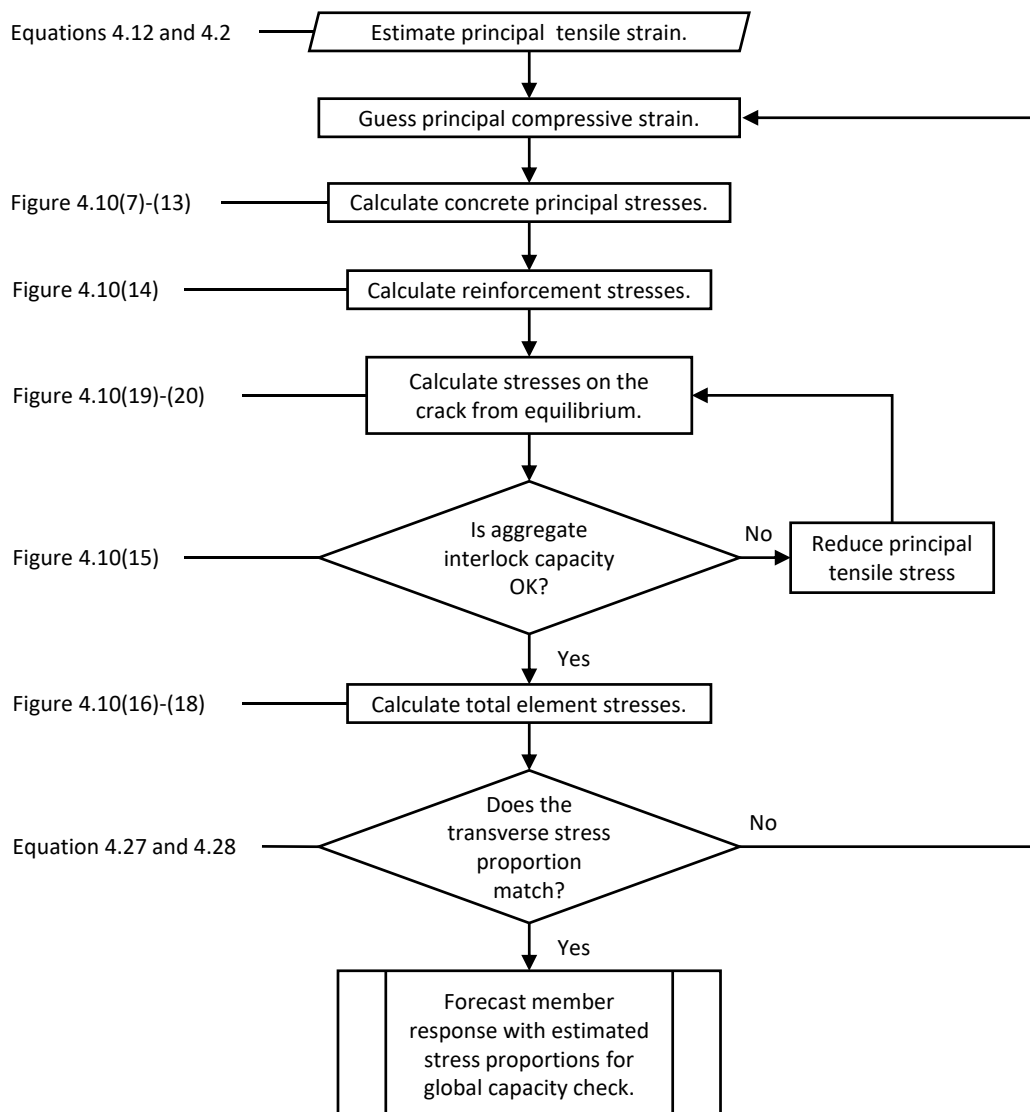 Equations 4.12 and 4.2
Estimate principal tensile strain.
Guess principal compressive strain.
Figure 4.10(7)-(13)
Calculate concrete principal stresses.
Figure 4.10(14)
Calculate reinforcement stresses.
Figure 4.10(19)-(20)
Calculate stresses on the
crack from equilibrium.
Figure 4.10(15)
Is aggregate
interlock capacity
OK?
No
Reduce principal
tensile stress
Yes
Figure 4.10(16)-(18)
Calculate total element stresses.
Equation 4.27 and 4.28
Does the
transverse stress
proportion
match?
No
Yes
Forecast member
response with estimated
stress proportions for
global capacity check.